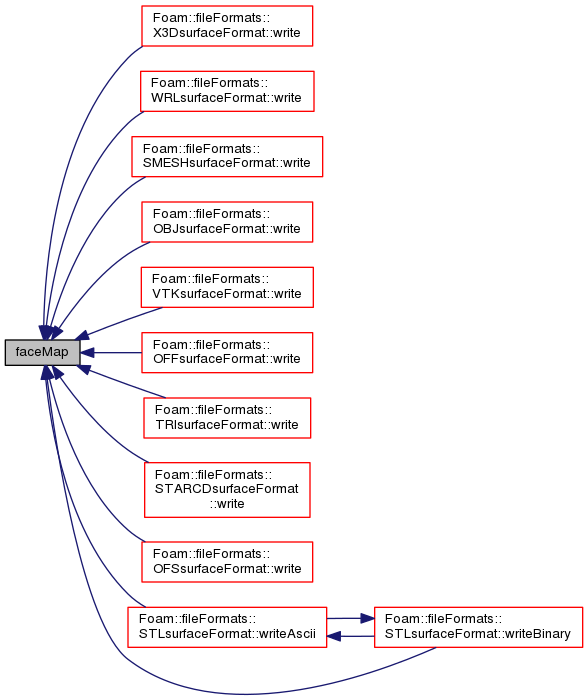 Foam::fileFormats::
X3DsurfaceFormat::write
Foam::fileFormats::
WRLsurfaceFormat::write
Foam::fileFormats::
SMESHsurfaceFormat::write
Foam::fileFormats::
OBJsurfaceFormat::write
Foam::fileFormats::
VTKsurfaceFormat::write
faceMap
Foam::fileFormats::
OFFsurfaceFormat::write
Foam::fileFormats::
TRIsurfaceFormat::write
Foam::fileFormats::
STARCDsurfaceFormat
::write
Foam::fileFormats::
OFSsurfaceFormat::write
Foam::fileFormats::
STLsurfaceFormat::writeAscii
Foam::fileFormats::
STLsurfaceFormat::writeBinary